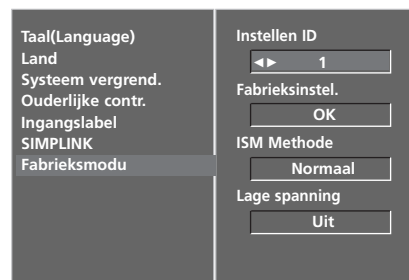 Taal(Language)
Land
Systeem vergrend.
Ouderlijke contr.
Ingangslabel
SIMPLINK
Fabrieksmodu
Instellen ID
◀▶ 1
Fabrieksinstel.
OK
ISM Methode
Normaal
Lage spanning
Uit